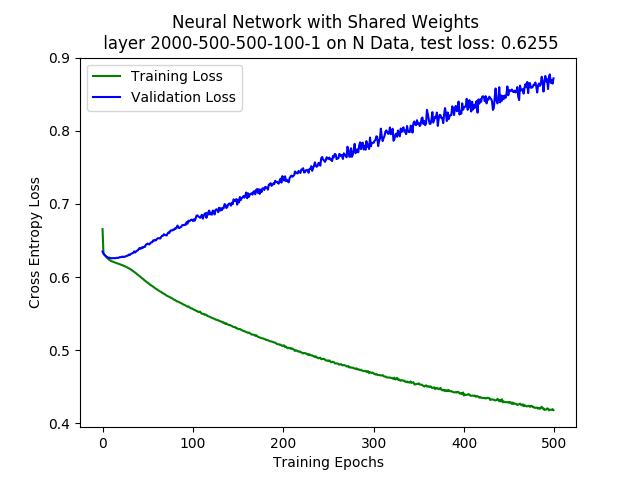 Neural Network with Shared Weights
layer 2000-500-500-100-1 on N Data, test loss: 0.6255
Training Loss
Validation Loss
0.9
0.8
0.7
0.6
0.5
0.4
Cross Entropy Loss
0 100 200 300 400 500
Training Epochs